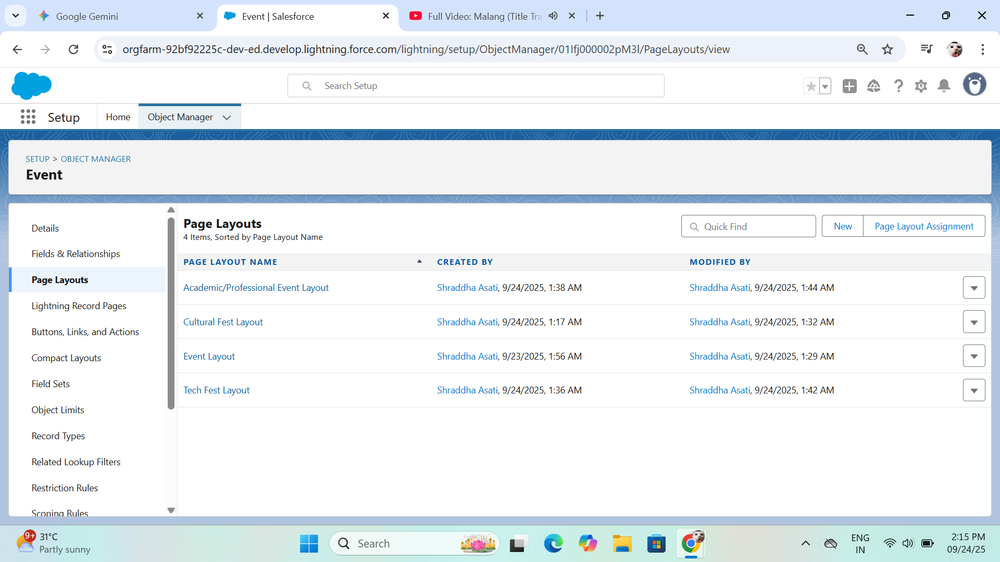 Google Gemini
Event | Salesforce
Full Video: Malang (Title Tra
orgfarm-92bf92225c-dev-ed.develop.lightning.force.com/lightning/setup/ObjectManager/01Ifj000002pM3l/PageLayouts/view
Search Setup
Setup
Home
Object Manager
SETUP > OBJECT MANAGER
Event
Details
Fields & Relationships
Page Layouts
Lightning Record Pages
Buttons, Links, and Actions
Compact Layouts
Field Sets
Object Limits
Record Types
Related Lookup Filters
Restriction Rules
Scoping Rules
Page Layouts
4 Items, Sorted by Page Layout Name
Quick Find
New
Page Layout Assignment
PAGE LAYOUT NAME CREATED BY MODIFIED BY
Academic/Professional Event Layout Shraddha Asati, 9/24/2025, 1:38 AM Shraddha Asati, 9/24/2025, 1:44 AM
Cultural Fest Layout Shraddha Asati, 9/24/2025, 1:17 AM Shraddha Asati, 9/24/2025, 1:32 AM
Event Layout Shraddha Asati, 9/23/2025, 1:56 AM Shraddha Asati, 9/24/2025, 1:29 AM
Tech Fest Layout Shraddha Asati, 9/24/2025, 1:36 AM Shraddha Asati, 9/24/2025, 1:42 AM
9+
31°C
Partly sunny
Search
ENG
IN
2:15 PM
09/24/25